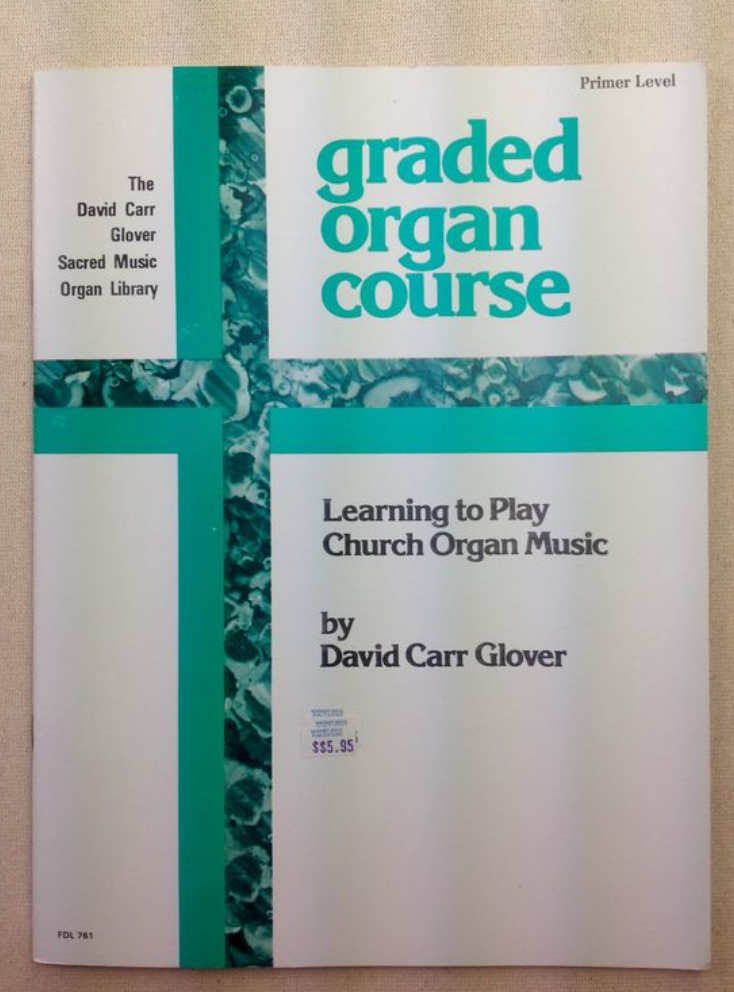 Primer Level
The
David Carr
Glover
Sacred Music
Organ Library
graded
organ
course
Learning to Play
Church Organ Music
by
David Carr Glover
$$5.95
FDL 761